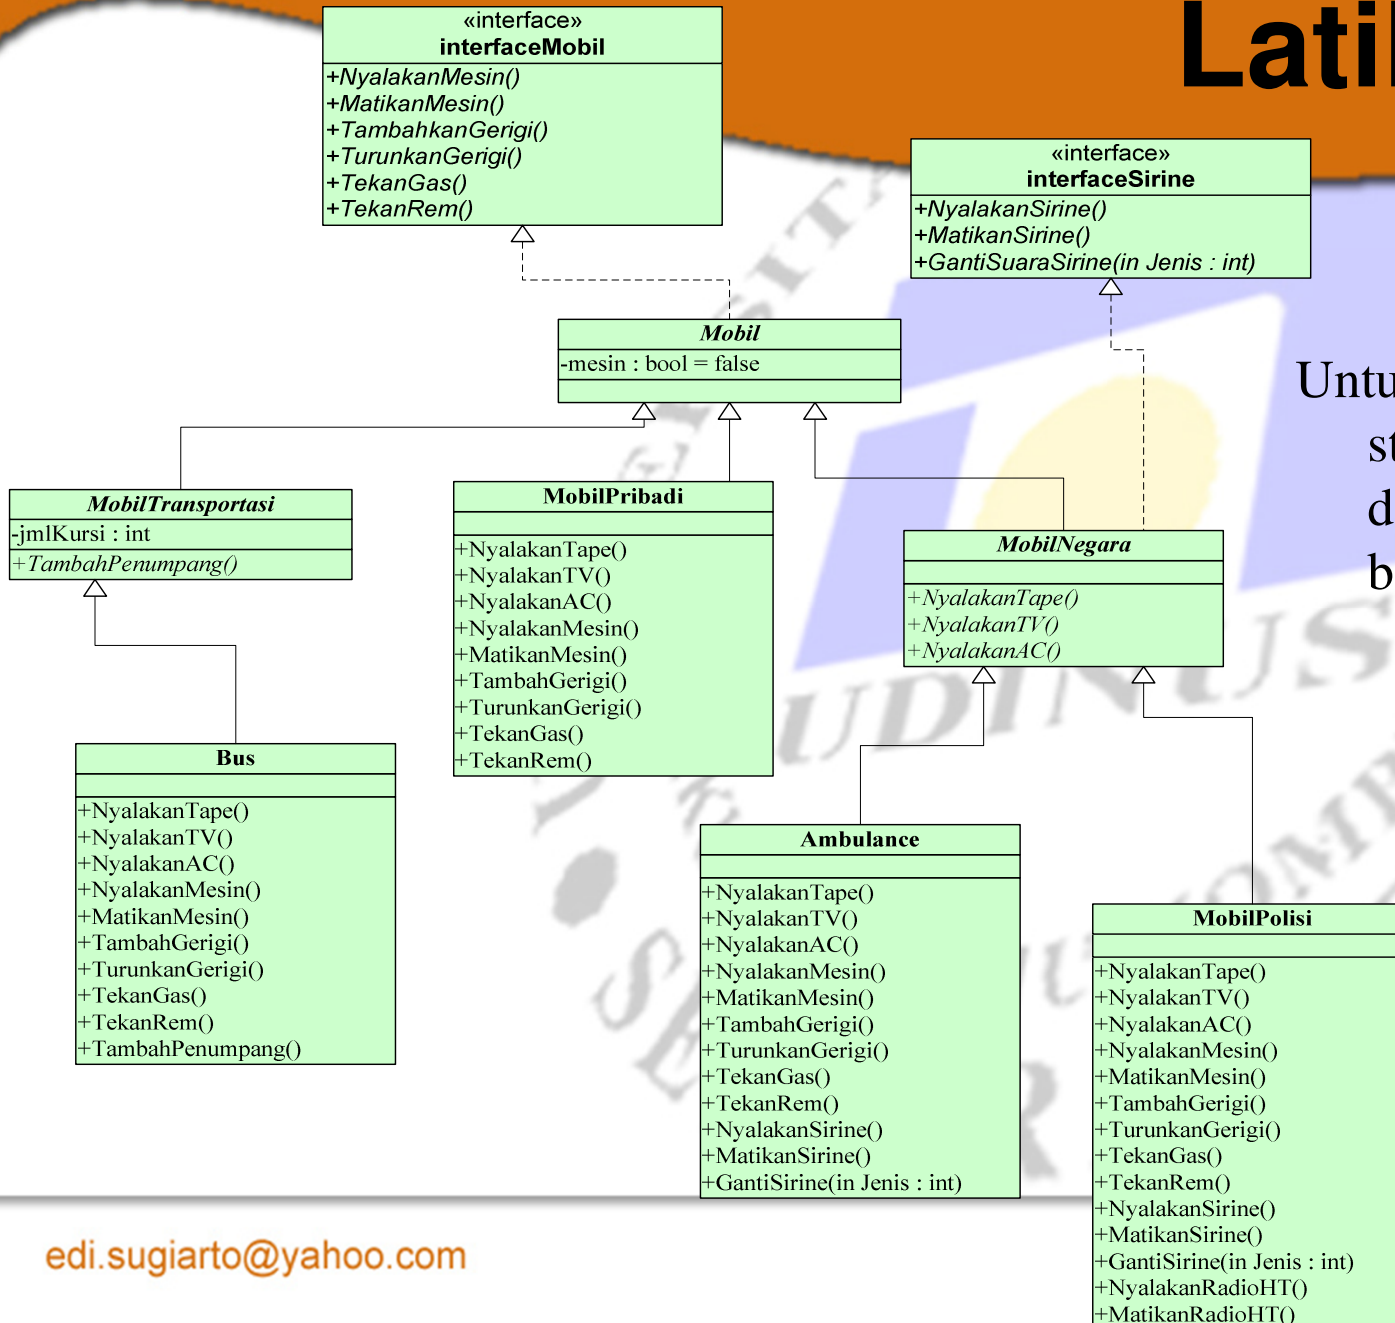 Lati
«interface»
interfaceMobil
+NyalakanMesin()
+MatikanMesin()
+TambahkanGerigi()
+TurunkanGerigi()
+TekanGas()
+TekanRem()
«interface»
interfaceSirine
+NyalakanSirine()
+MatikanSirine()
+GantiSuaraSirine(in Jenis : int)
Mobil
-mesin : bool = false
Untu
st
d
b
MobilTransportasi
-jmlKursi : int
+TambahPenumpang()
MobilPribadi
+NyalakanTape()
+NyalakanTV()
+NyalakanAC()
+NyalakanMesin()
+MatikanMesin()
+TambahGerigi()
+TurunkanGerigi()
+TekanGas()
+TekanRem()
MobilNegara
+NyalakanTape()
+NyalakanTV()
+NyalakanAC()
UDINUS
Bus
+NyalakanTape()
+NyalakanTV()
+NyalakanAC()
+NyalakanMesin()
+MatikanMesin()
+TambahGerigi()
+TurunkanGerigi()
+TekanGas()
+TekanRem()
+TambahPenumpang()
Ambulance
+NyalakanTape()
+NyalakanTV()
+NyalakanAC()
+NyalakanMesin()
+MatikanMesin()
+TambahGerigi()
+TurunkanGerigi()
+TekanGas()
+TekanRem()
+NyalakanSirine()
+MatikanSirine()
+GantiSirine(in Jenis : int)
MobilPolisi
+NyalakanTape()
+NyalakanTV()
+NyalakanAC()
+NyalakanMesin()
+MatikanMesin()
+TambahGerigi()
+TurunkanGerigi()
+TekanGas()
+TekanRem()
+NyalakanSirine()
+MatikanSirine()
+GantiSirine(in Jenis : int)
+NyalakanRadioHT()
+MatikanRadioHT()
edi.sugiarto@yahoo.com